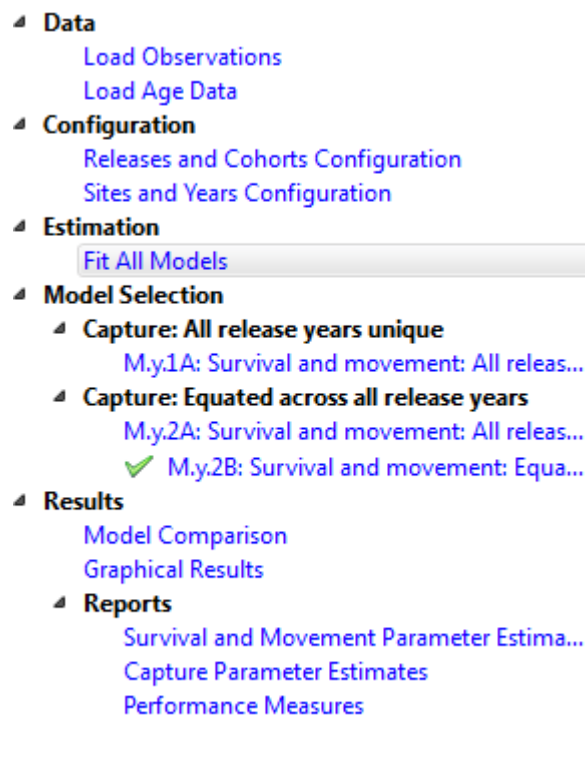 Data
Load Observations
Load Age Data
Configuration
Releases and Cohorts Configuration
Sites and Years Configuration
Estimation
Fit All Models
Model Selection
Capture: All release years unique
M.y.1A: Survival and movement: All releas...
Capture: Equated across all release years
M.y.2A: Survival and movement: All releas...
M.y.2B: Survival and movement: Equa...
Results
Model Comparison
Graphical Results
Reports
Survival and Movement Parameter Estima...
Capture Parameter Estimates
Performance Measures